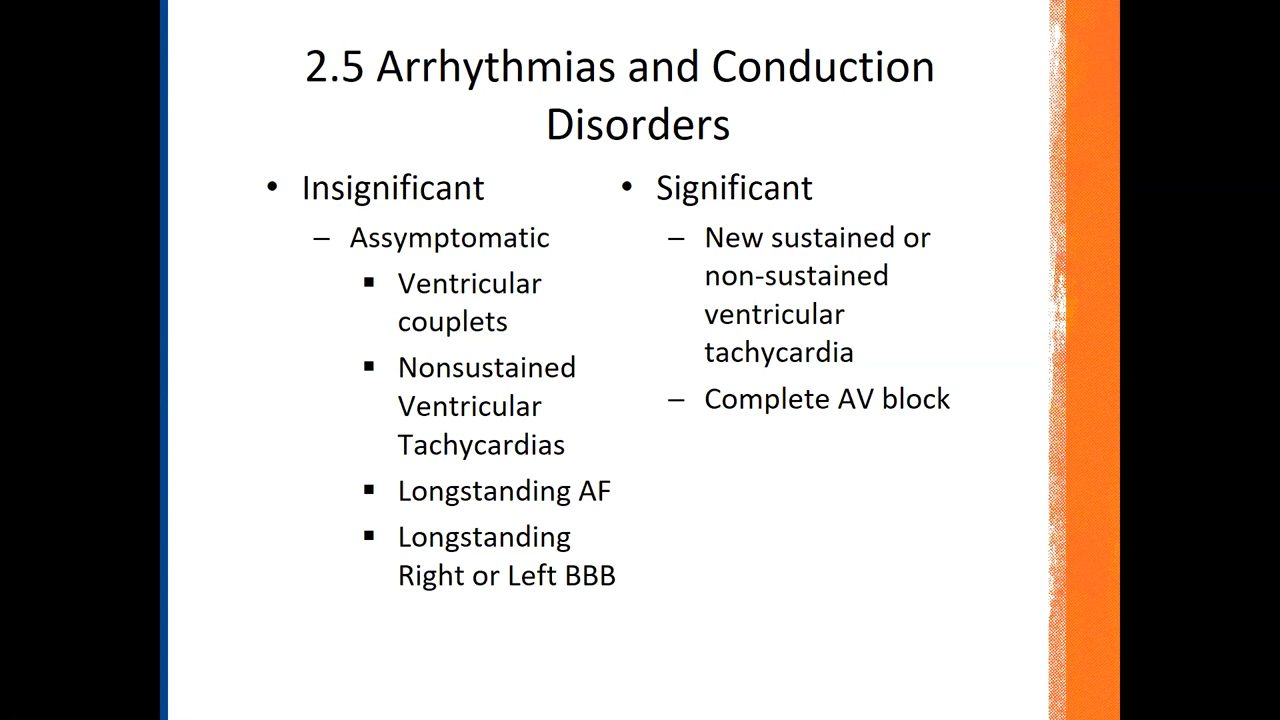 2.5 Arrhythmias and Conduction
Disorders
• Insignificant
– Assymptomatic
▪ Ventricular
couplets
▪ Nonsustained
Ventricular
Tachycardias
▪ Longstanding AF
▪ Longstanding
Right or Left BBB
• Significant
– New sustained or
non-sustained
ventricular
tachycardia
– Complete AV block